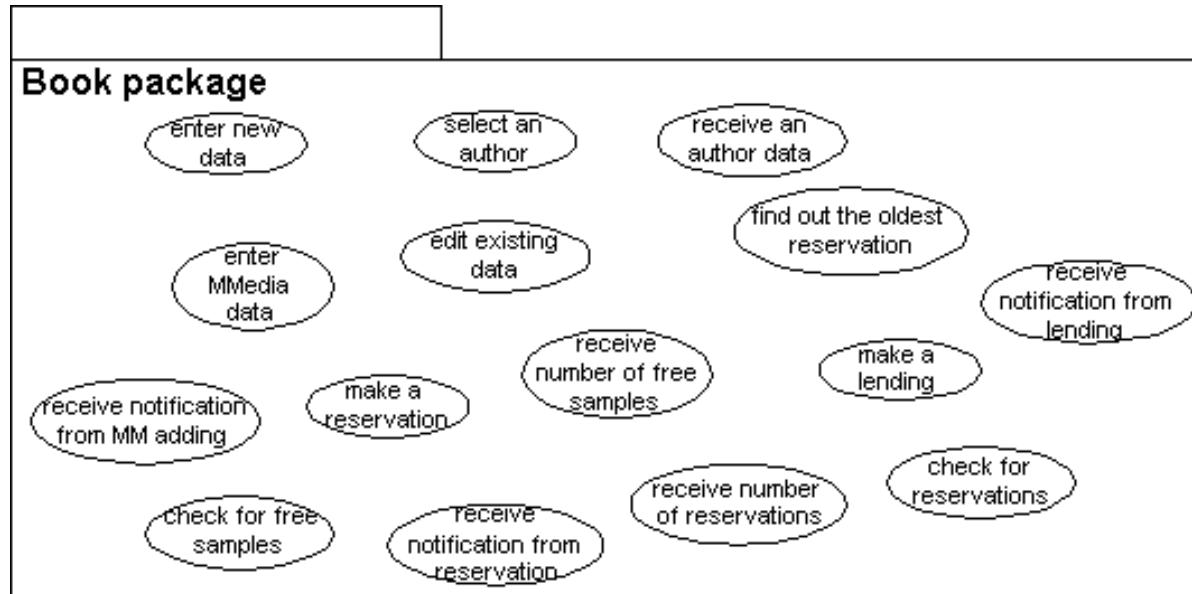 Book package
enter new
data
select an
author
receive an
author data
find out the oldest
reservation
enter
MMedia
data
edit existing
data
receive
notification from
lending
receive
number of free
samples
make a
lending
receive notification
from MM adding
make a
reservation
check for
reservations
receive number
of reservations
check for free
samples
receive
notification from
reservation